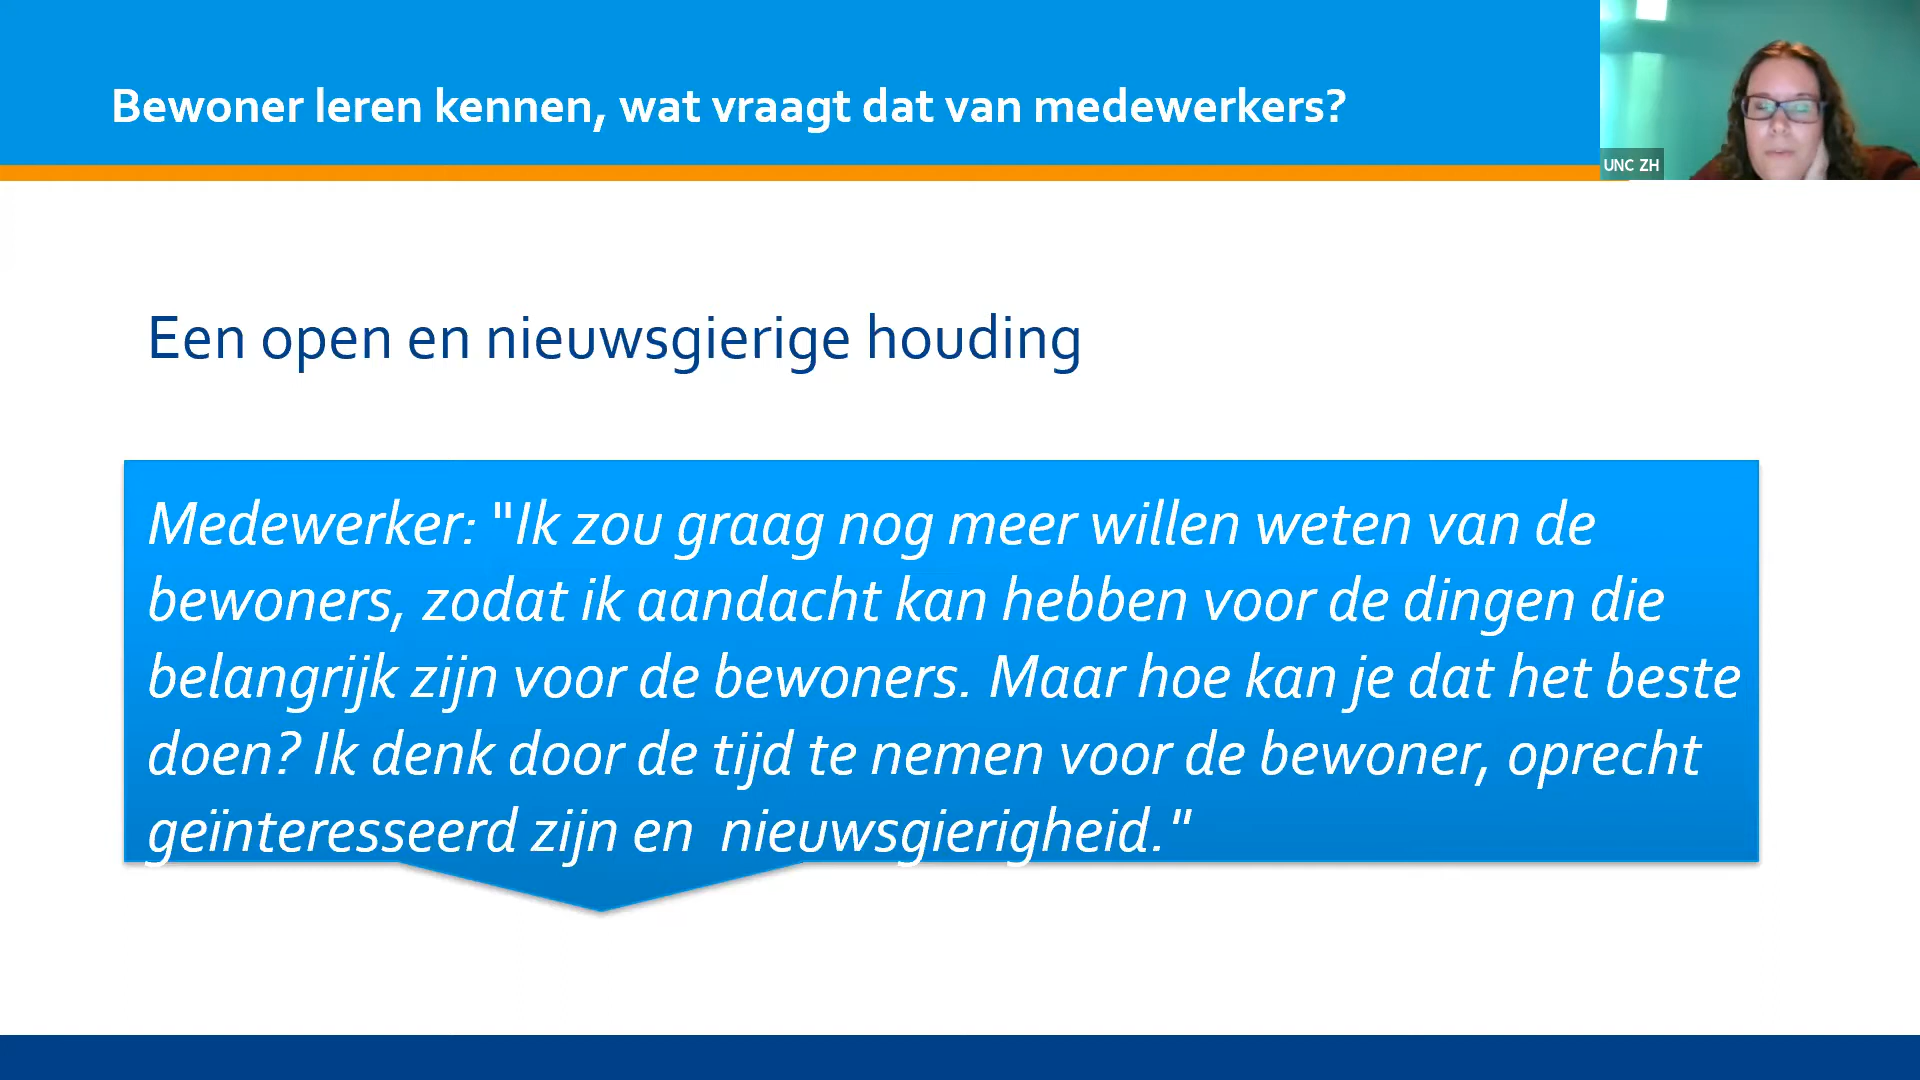 Bewoner leren kennen, wat vraagt dat van medewerkers?
UNC ZH
Een open en nieuwsgierige houding
Medewerker: "Ik zou graag nog meer willen weten van de
bewoners, zodat ik aandacht kan hebben voor de dingen die
belangrijk zijn voor de bewoners. Maar hoe kan je dat het beste
doen? Ik denk door de tijd te nemen voor de bewoner, oprecht
geïnteresseerd zijn en  nieuwsgierigheid."